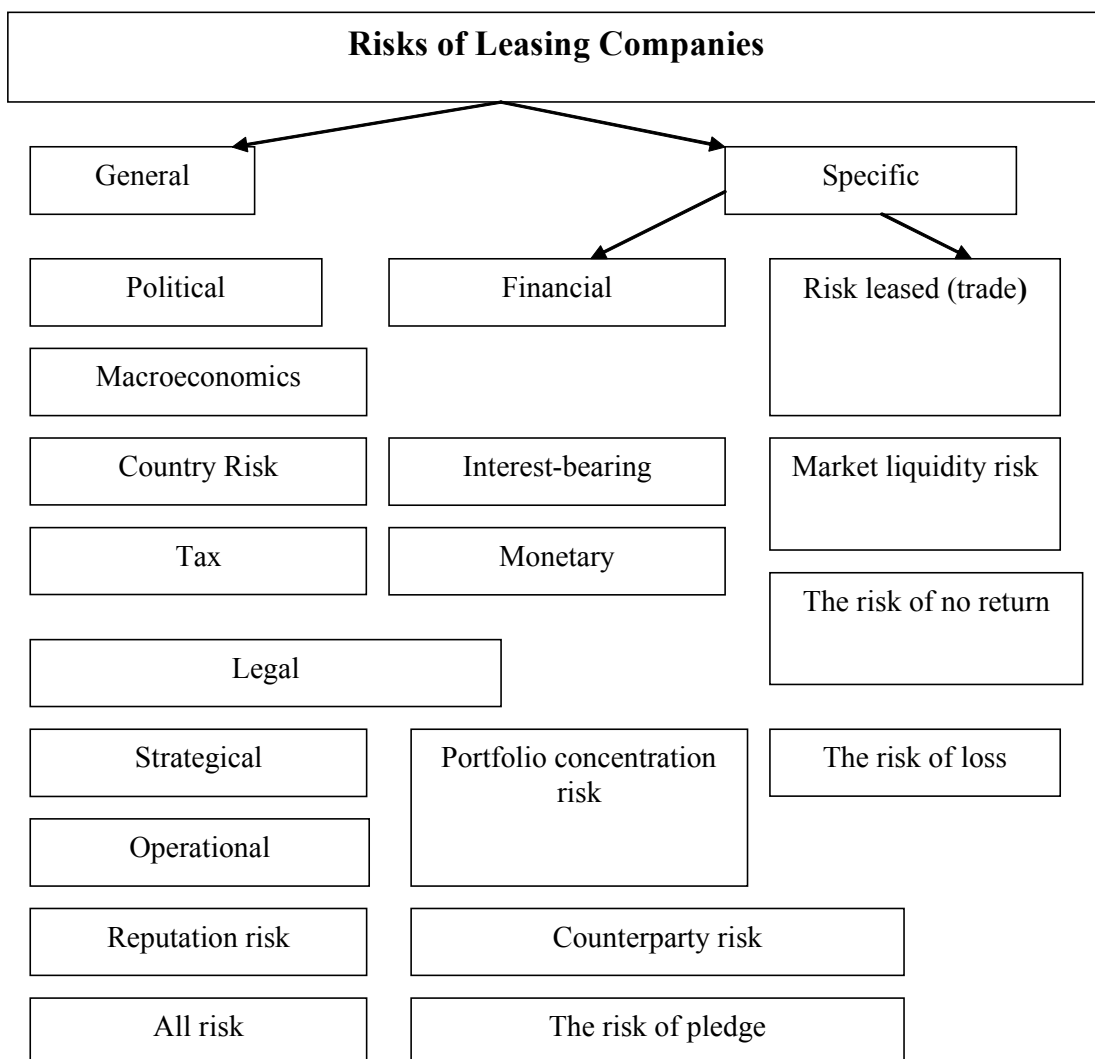 Risks of Leasing Companies
General
Specific
Political
Financial
Risk leased (trade)
Macroeconomics
Country Risk
Interest-bearing
Market liquidity risk
Tax
Monetary
The risk of no return
Legal
Strategical
Portfolio concentration
risk
The risk of loss
Operational
Reputation risk
Counterparty risk
All risk
The risk of pledge